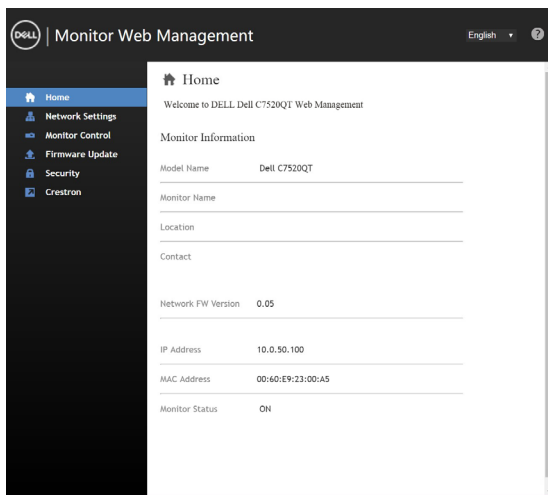 DELL | Monitor Web Management
English ?
Home
Network Settings
Monitor Control
Firmware Update
Security
Crestron
Home
Welcome to DELL Dell C7520QT Web Management
Monitor Information
Model Name Dell C7520QT
Monitor Name
Location
Contact
Network FW Version 0.05
IP Address 10.0.50.100
MAC Address 00:60:E9:23:00:A5
Monitor Status ON